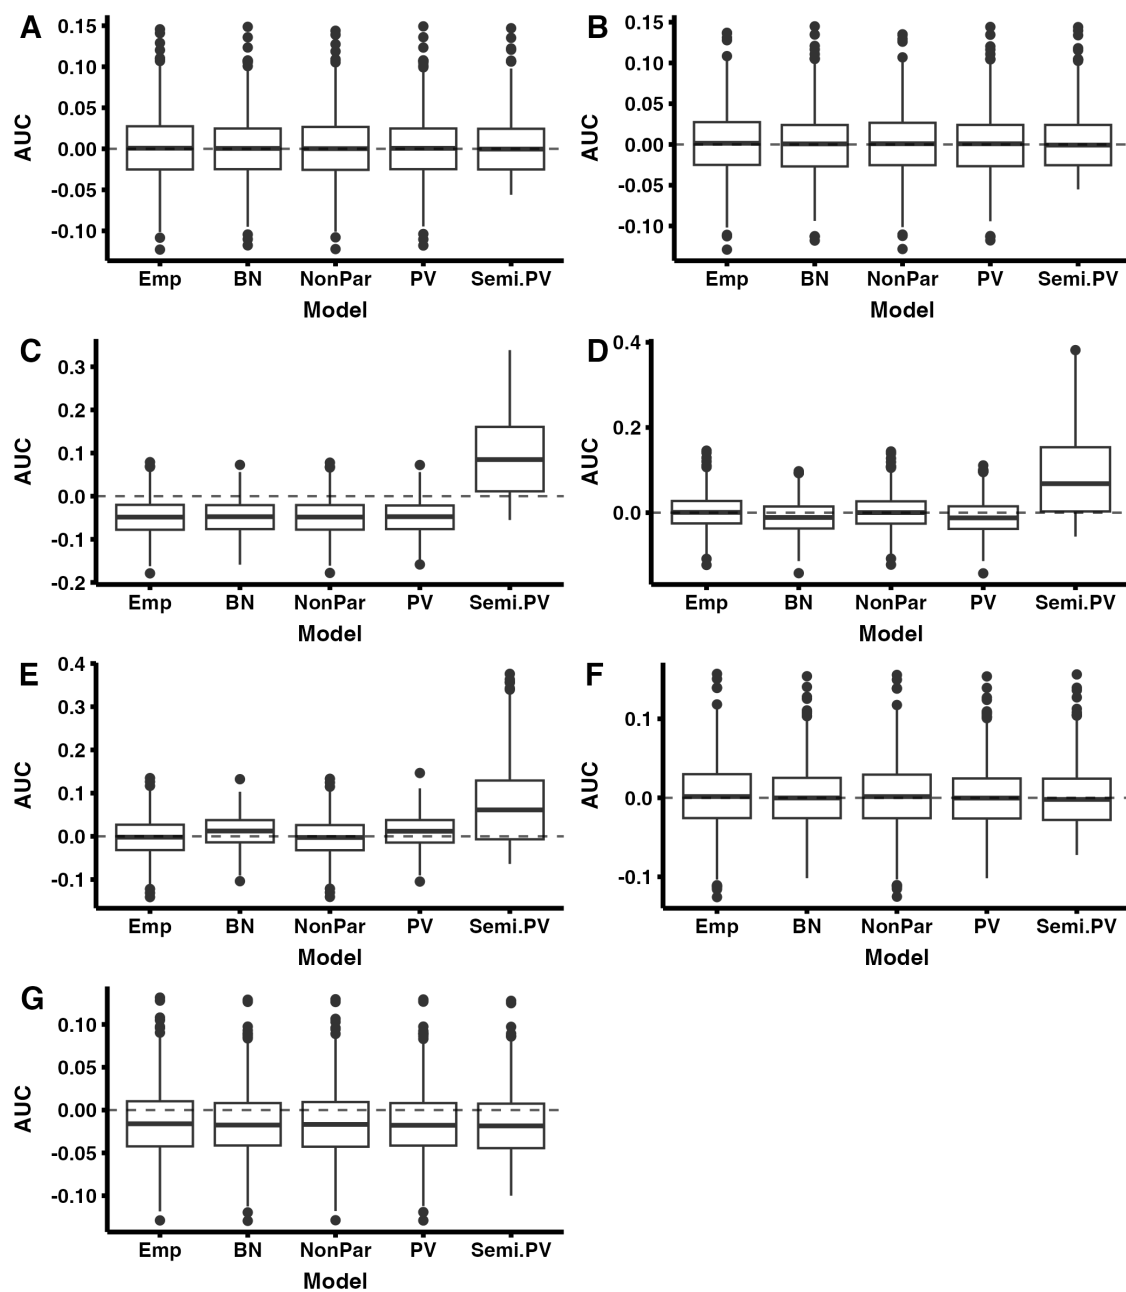 A
AUC
0.15
0.10
0.05
0.00
-0.05
-0.10
Emp BN NonPar PV Semi.PV
Model
B
AUC
0.15
0.10
0.05
0.00
-0.05
-0.10
Emp BN NonPar PV Semi.PV
Model
C
AUC
0.3
0.2
0.1
0.0
-0.1
-0.2
Emp BN NonPar PV Semi.PV
Model
D
AUC
0.4
0.2
0.0
Emp BN NonPar PV Semi.PV
Model
E
AUC
0.4
0.3
0.2
0.1
0.0
-0.1
Emp BN NonPar PV Semi.PV
Model
F
AUC
0.1
0.0
-0.1
Emp BN NonPar PV Semi.PV
Model
G
AUC
0.10
0.05
0.00
-0.05
-0.10
Emp BN NonPar PV Semi.PV
Model